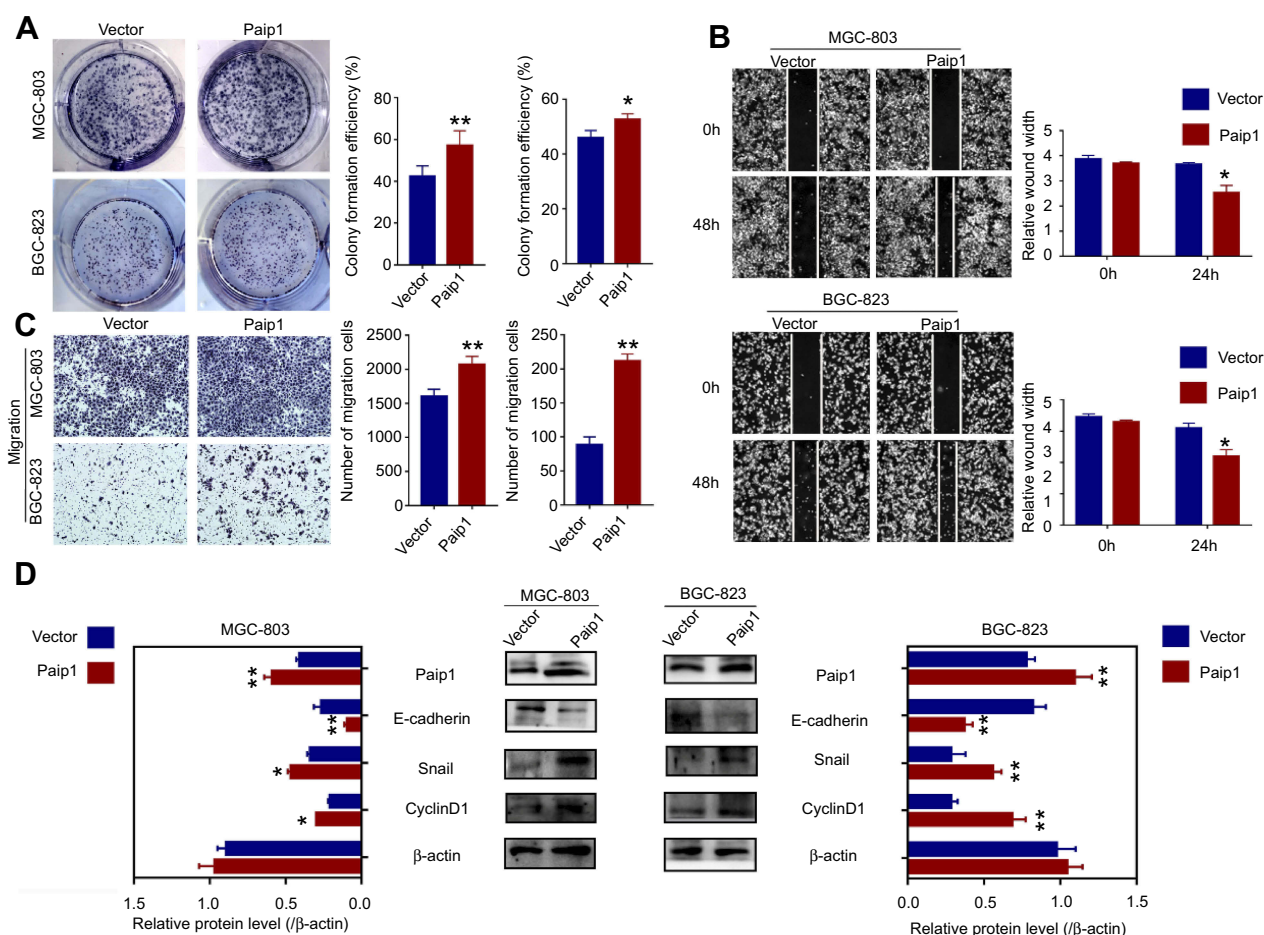 A
Vector
Paip1
MGC-803
BGC-823
Colony formation efficiency (%)
80
60
40
20
0
Vector
Paip1
**
Colony formation efficiency (%)
60
40
20
0
Vector
Paip1
*
B
MGC-803
Vector
Paip1
0h
48h
Vector
Paip1
Relative wound width
5
4
3
2
1
0
*
0h
24h
BGC-823
Vector
Paip1
0h
48h
Vector
Paip1
Relative wound width
5
4
3
2
1
0
*
0h
24h
C
Vector
Paip1
Migration
MGC-803
BGC-823
Number of migration cells
2500
2000
1500
1000
500
0
Vector
Paip1
**
Number of migration cells
250
200
150
100
50
0
Vector
Paip1
**
D
Vector
Paip1
MGC-803
**
**
*
*
1.5
1.0
0.5
0.0
Relative protein level (/β-actin)
Paip1
E-cadherin
Snail
CyclinD1
β-actin
MGC-803
Vector
Paip1
BGC-823
Vector
Paip1
Paip1
E-cadherin
Snail
CyclinD1
β-actin
BGC-823
**
**
**
**
0.0
0.5
1.0
1.5
Relative protein level (/β-actin)
Vector
Paip1